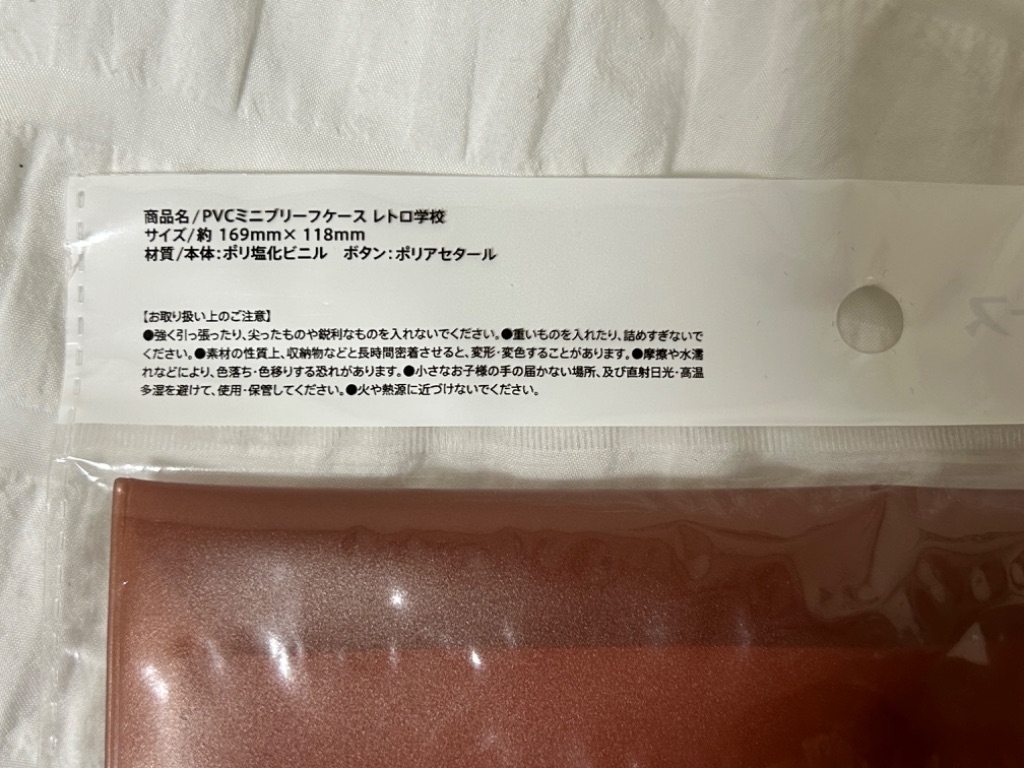 商品名/PVCミニブリーフケース レトロ学校
サイズ/約 169mm×118mm
材質/本体:ポリ塩化ビニル　ボタン:ポリアセタール
【お取り扱い上のご注意】
●強く引っ張ったり、尖ったものや鋭利なものを入れないでください。●重いものを入れたり、詰めすぎないで
ください。●素材の性質上、収納物などと長時間密着させると、変形・変色することがあります。●摩擦や水濡
れなどにより、色落ち・色移りする恐れがあります。●小さなお子様の手の届かない場所、及び直射日光・高温
多湿を避けて、使用・保管してください。●火や熱源に近づけないでください。